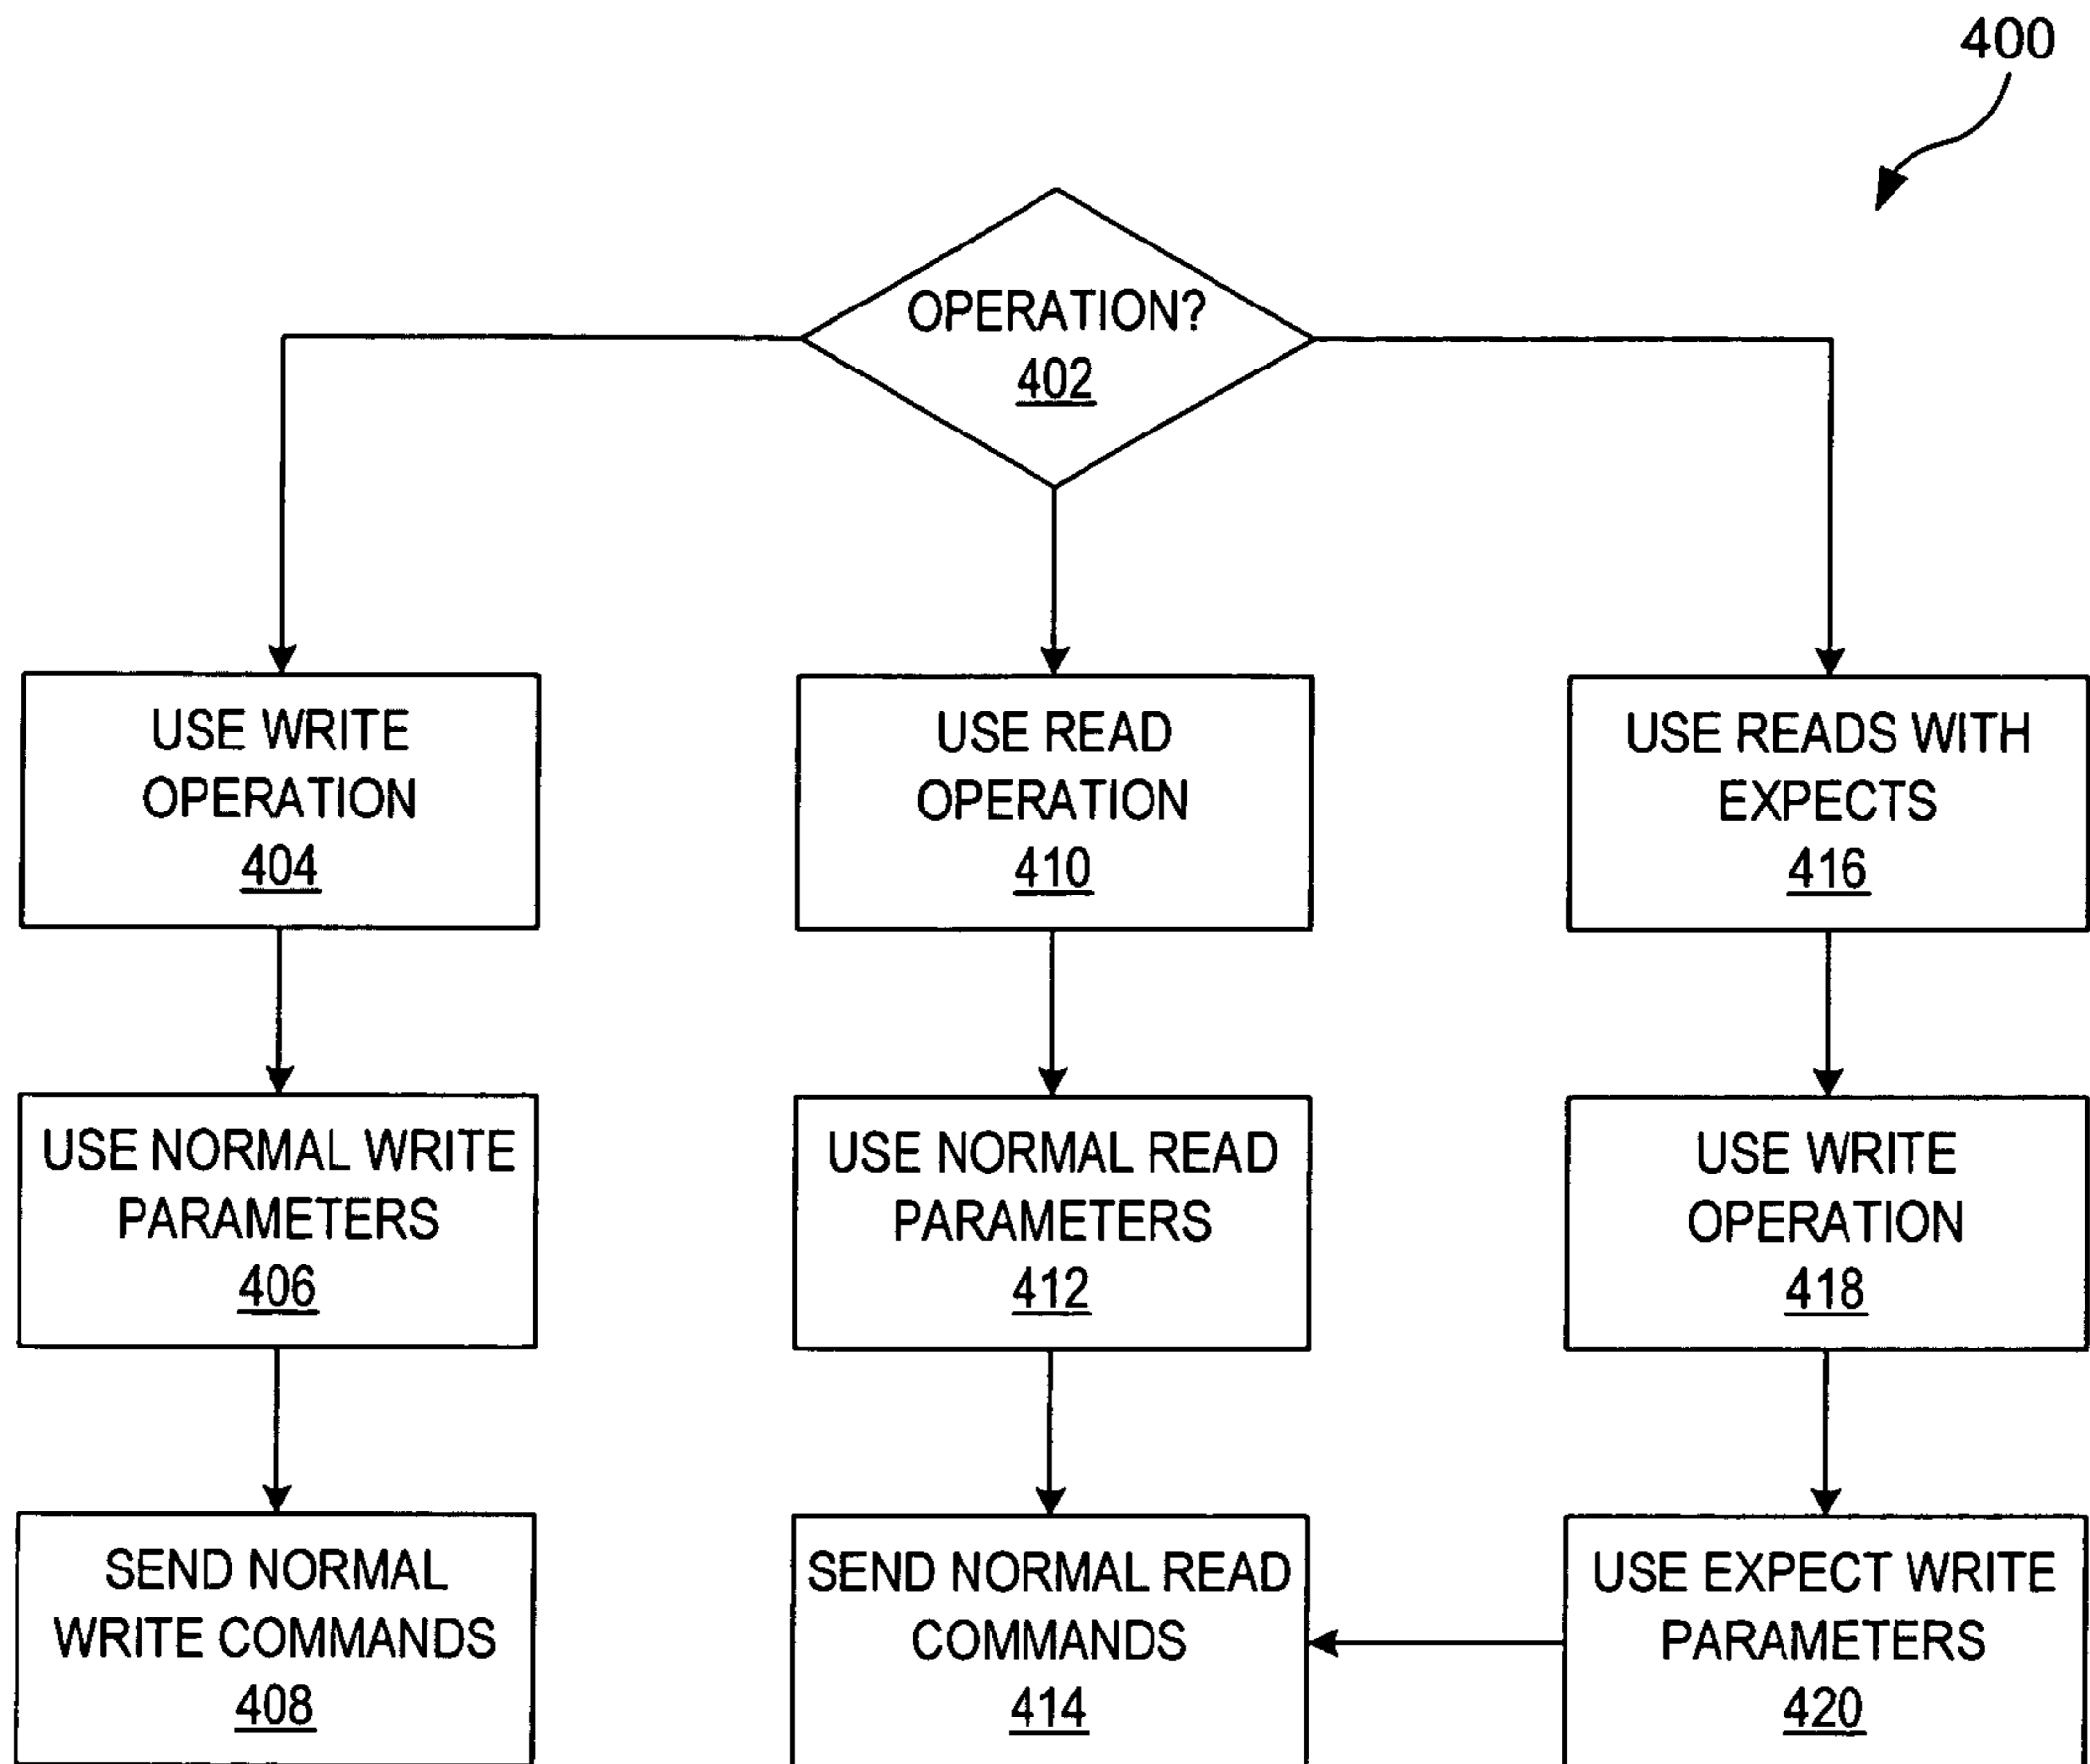 400
OPERATION?
402
USE WRITE
OPERATION
404
USE NORMAL WRITE
PARAMETERS
406
SEND NORMAL
WRITE COMMANDS
408
USE READ
OPERATION
410
USE NORMAL READ
PARAMETERS
412
SEND NORMAL READ
COMMANDS
414
USE READS WITH
EXPECTS
416
USE WRITE
OPERATION
418
USE EXPECT WRITE
PARAMETERS
420